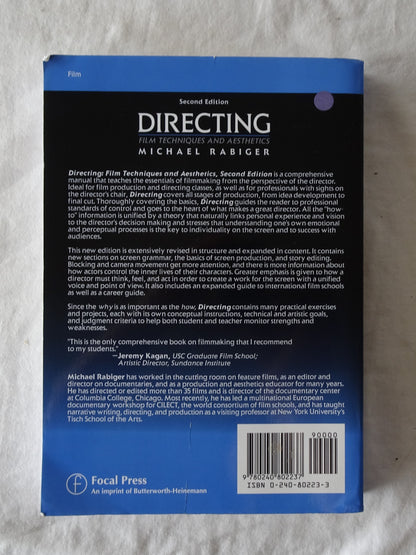 Film
Second Edition
DIRECTING
FILM TECHNIQUES AND AESTHETICS
MICHAEL RABIGER
Directing: Film Techniques and Aesthetics, Second Edition is a comprehensive
manual that teaches the essentials of filmmaking from the perspective of the director.
Ideal for film production and directing classes, as well as for professionals with sights on
the director's chair, Directing covers all stages of production, from idea development to
final cut. Thoroughly covering the basics, Directing guides the reader to professional
standards of control and goes to the heart of what makes a great director. All the "how
to" information is unified by a theory that naturally links personal experience and vision
to the director's decision making and stresses that understanding one's own emotional
and perceptual processes is the key to individuality on the screen and to success with
audiences.
This new edition is extensively revised in structure and expanded in content. It contains
new sections on screen grammar, the basics of screen production, and story editing.
Blocking and camera movement get more attention, and there is more information about
how actors control the inner lives of their characters. Greater emphasis is given to how a
director must think, feel, and act in order to create a work for the screen with a unified
voice and point of view. It also includes an expanded guide to international film schools
as well as a career guide.
Since the why is as important as the how, Directing contains many practical exercises
and projects, each with its own conceptual instructions, technical and artistic goals,
and judgment criteria to help both student and teacher monitor strengths and
weaknesses.
"This is the only comprehensive book on filmmaking that I recommend
to my students."
—Jeremy Kagan, USC Graduate Film School;
Artistic Director, Sundance Institute
Michael Rabiger has worked in the cutting room on feature films, as an editor and
director on documentaries, and as a production and aesthetics educator for many years.
He has directed or edited more than 35 films and is director of the documentary center
at Columbia College, Chicago. Most recently, he has led a multinational European
documentary workshop for CILECT, the world consortium of film schools, and has taught
narrative writing, directing, and production as a visiting professor at New York University's
Tisch School of the Arts.
90000
9 780240 802237
ISBN 0-240-80223-3
f
Focal Press
An imprint of Butterworth-Heinemann